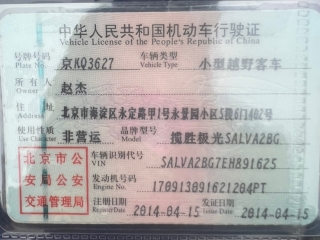 中华人民共和国机动车行驶证
Vehicle License of the People's Republic of China
号牌号码 京KQ3627 车辆类型 小型越野客车
Plate No. Vehicle Type
所有人 赵杰
Owner
住址 北京市海淀区永定路甲1号永景园小区5楼6门402号
Address
使用性质 非营运 品牌型号 揽胜极光SALVA2BG
Use Character Model
北京市公安局公安交通管理局
车辆识别代号 SALVA2BG7EH891625
VIN
发动机号码 170913091621204PT
Engine No.
注册日期 2014-04-15 发证日期 2014-04-15
Register Date Issue Date